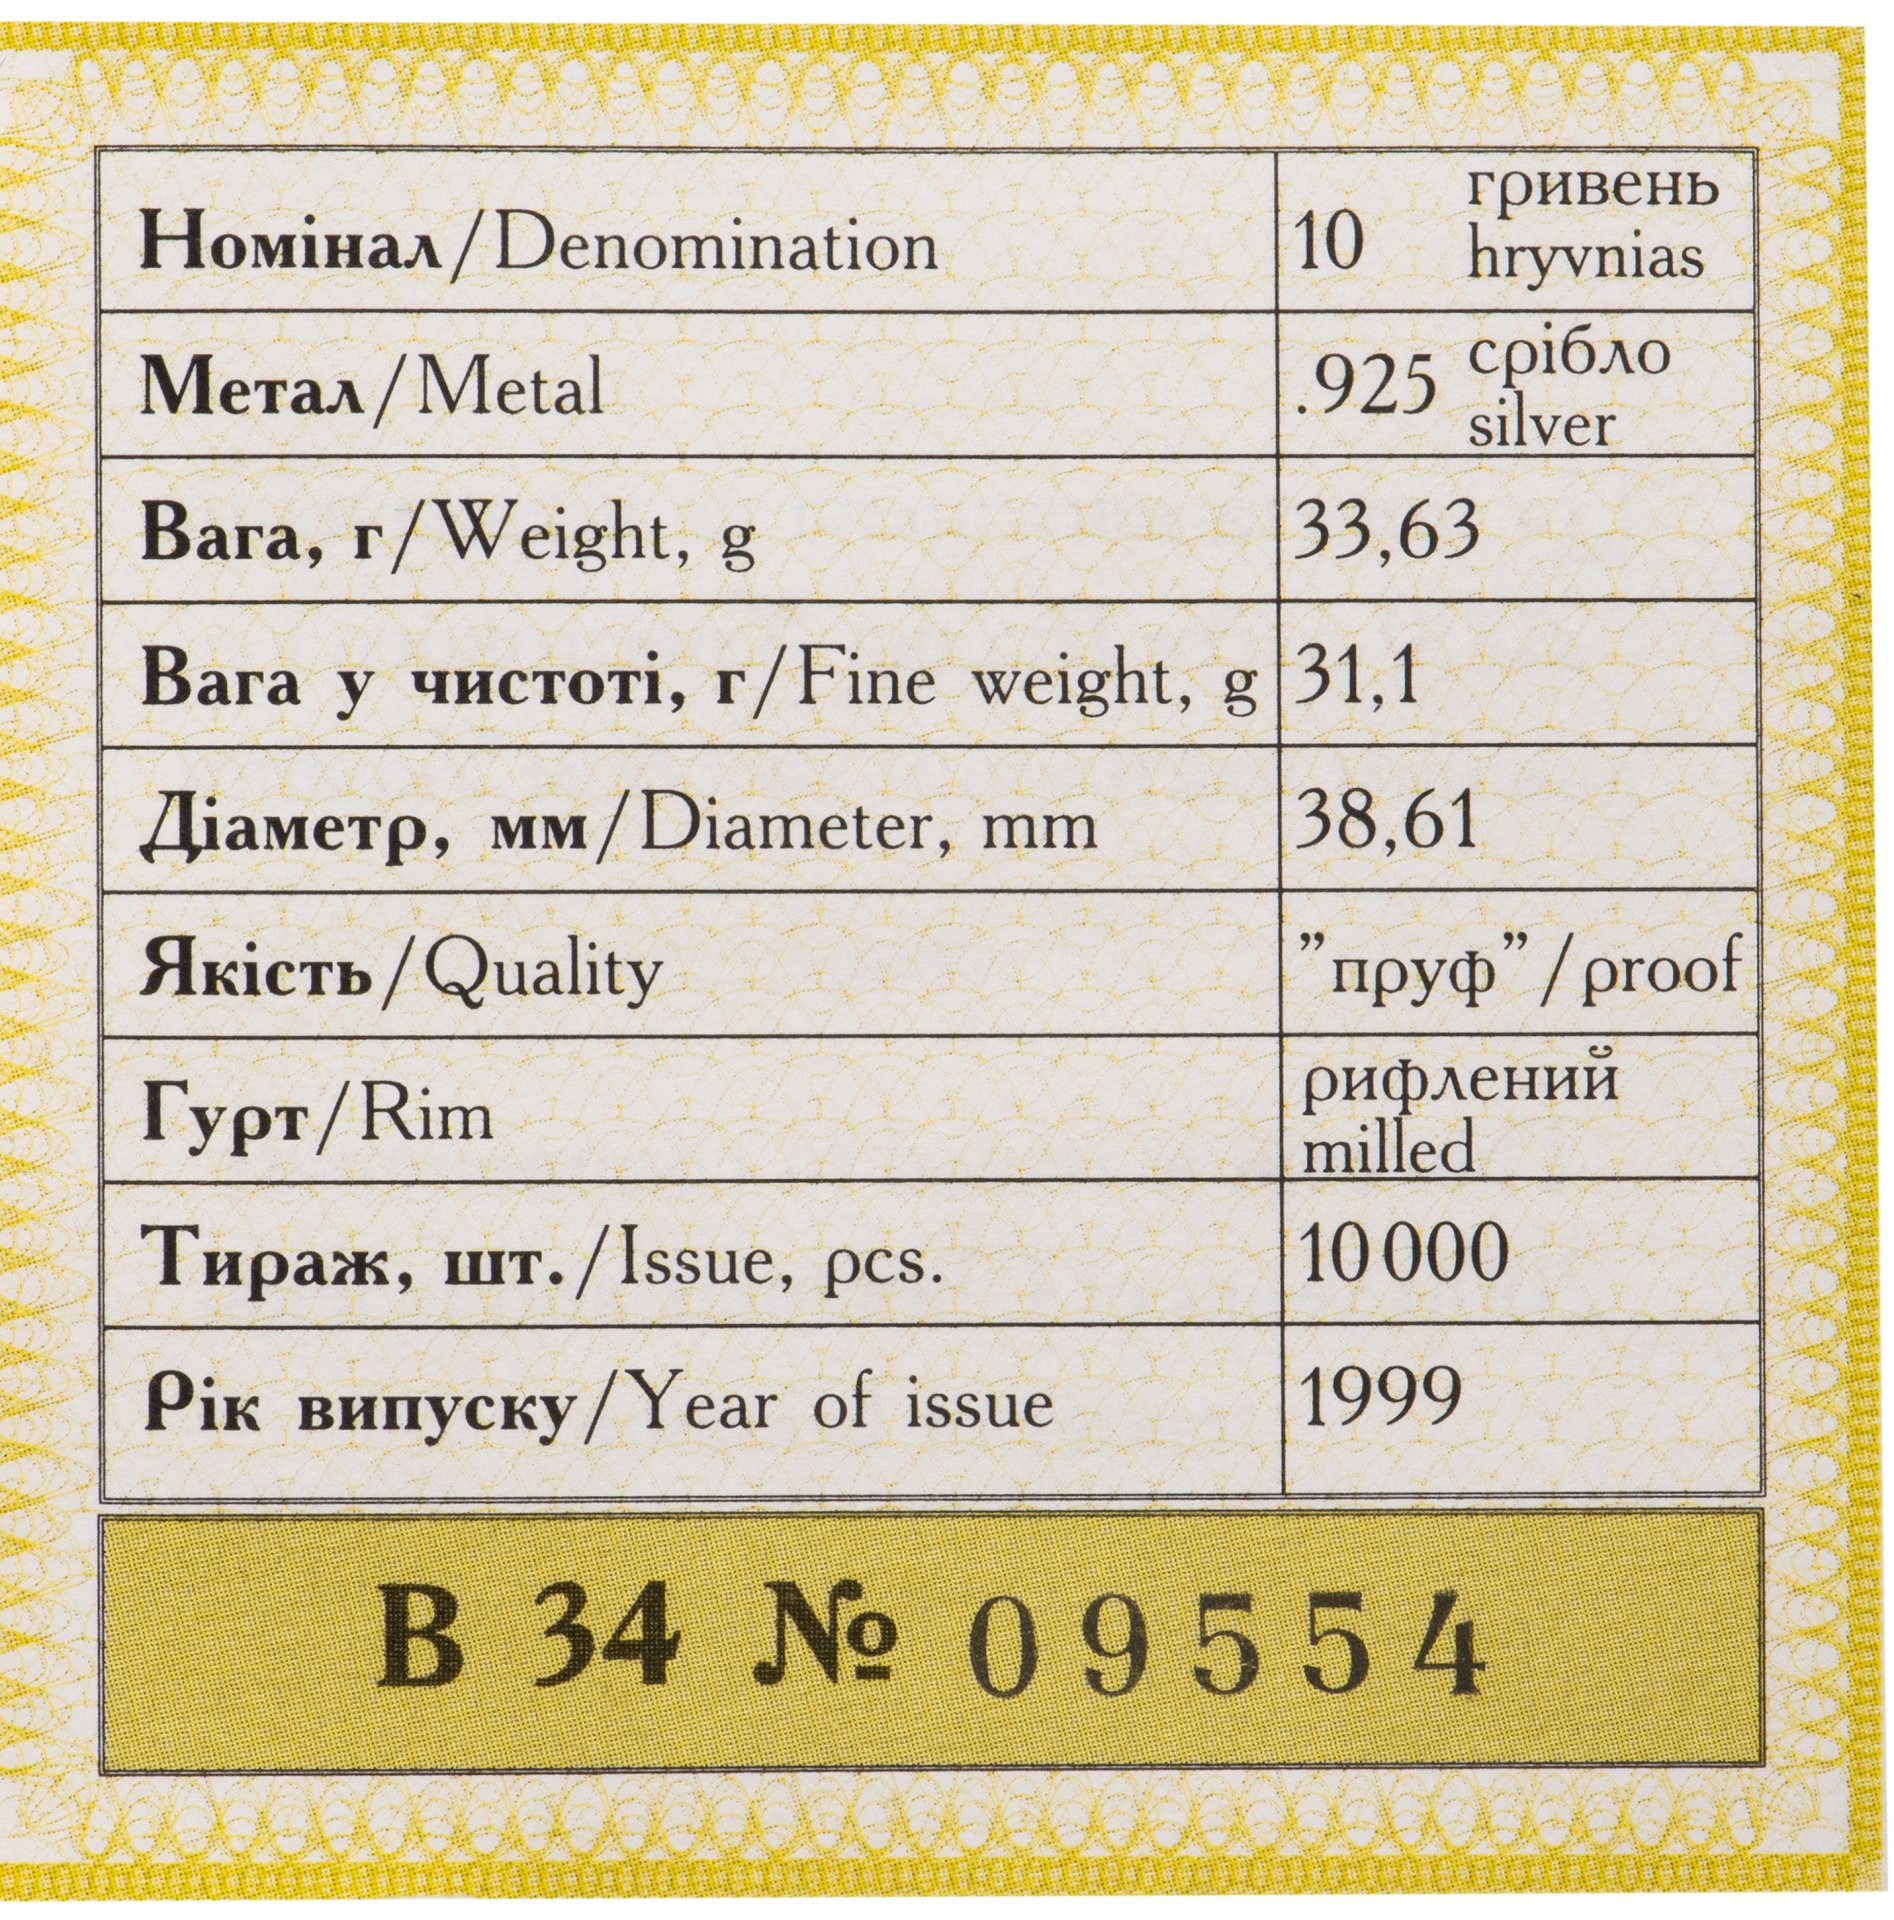 Номінал/Denomination 10 гривень
hryvnias
Метал/Metal .925 срібло
silver
Вага, г/Weight, g 33,63
Вага у чистоті, г/Fine weight, g 31,1
Діаметр, мм/Diameter, mm 38,61
Якість/Quality ”пруф”/proof
Гурт/Rim рифлений
milled
Тираж, шт./Issue, pcs. 10 000
Рік випуску/Year of issue 1999
В 34 № 09554